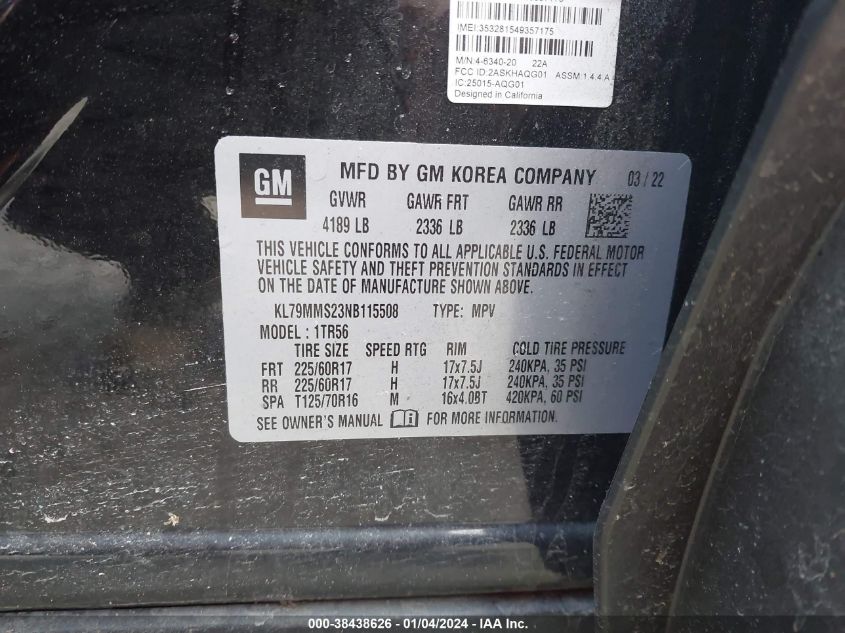 IMEI:353281549357175
M/N:4-6340-20 22A
FCC ID:2ASKHAQG01 ASSM:1.4.4.A
IC:25015-AQG01
Designed in California
GM MFD BY GM KOREA COMPANY 03 / 22
GVWR GAWR FRT GAWR RR
4189 LB 2336 LB 2336 LB
THIS VEHICLE CONFORMS TO ALL APPLICABLE U.S. FEDERAL MOTOR
VEHICLE SAFETY AND THEFT PREVENTION STANDARDS IN EFFECT
ON THE DATE OF MANUFACTURE SHOWN ABOVE.
KL79MMS23NB115508 TYPE: MPV
MODEL : 1TR56
TIRE SIZE SPEED RTG RIM COLD TIRE PRESSURE
FRT 225/60R17 H 17x7.5J 240KPA, 35 PSI
RR 225/60R17 H 17x7.5J 240KPA, 35 PSI
SPA T125/70R16 M 16x4.0BT 420KPA, 60 PSI
SEE OWNER'S MANUAL i FOR MORE INFORMATION.
000-38438626 - 01/04/2024 - IAA Inc.